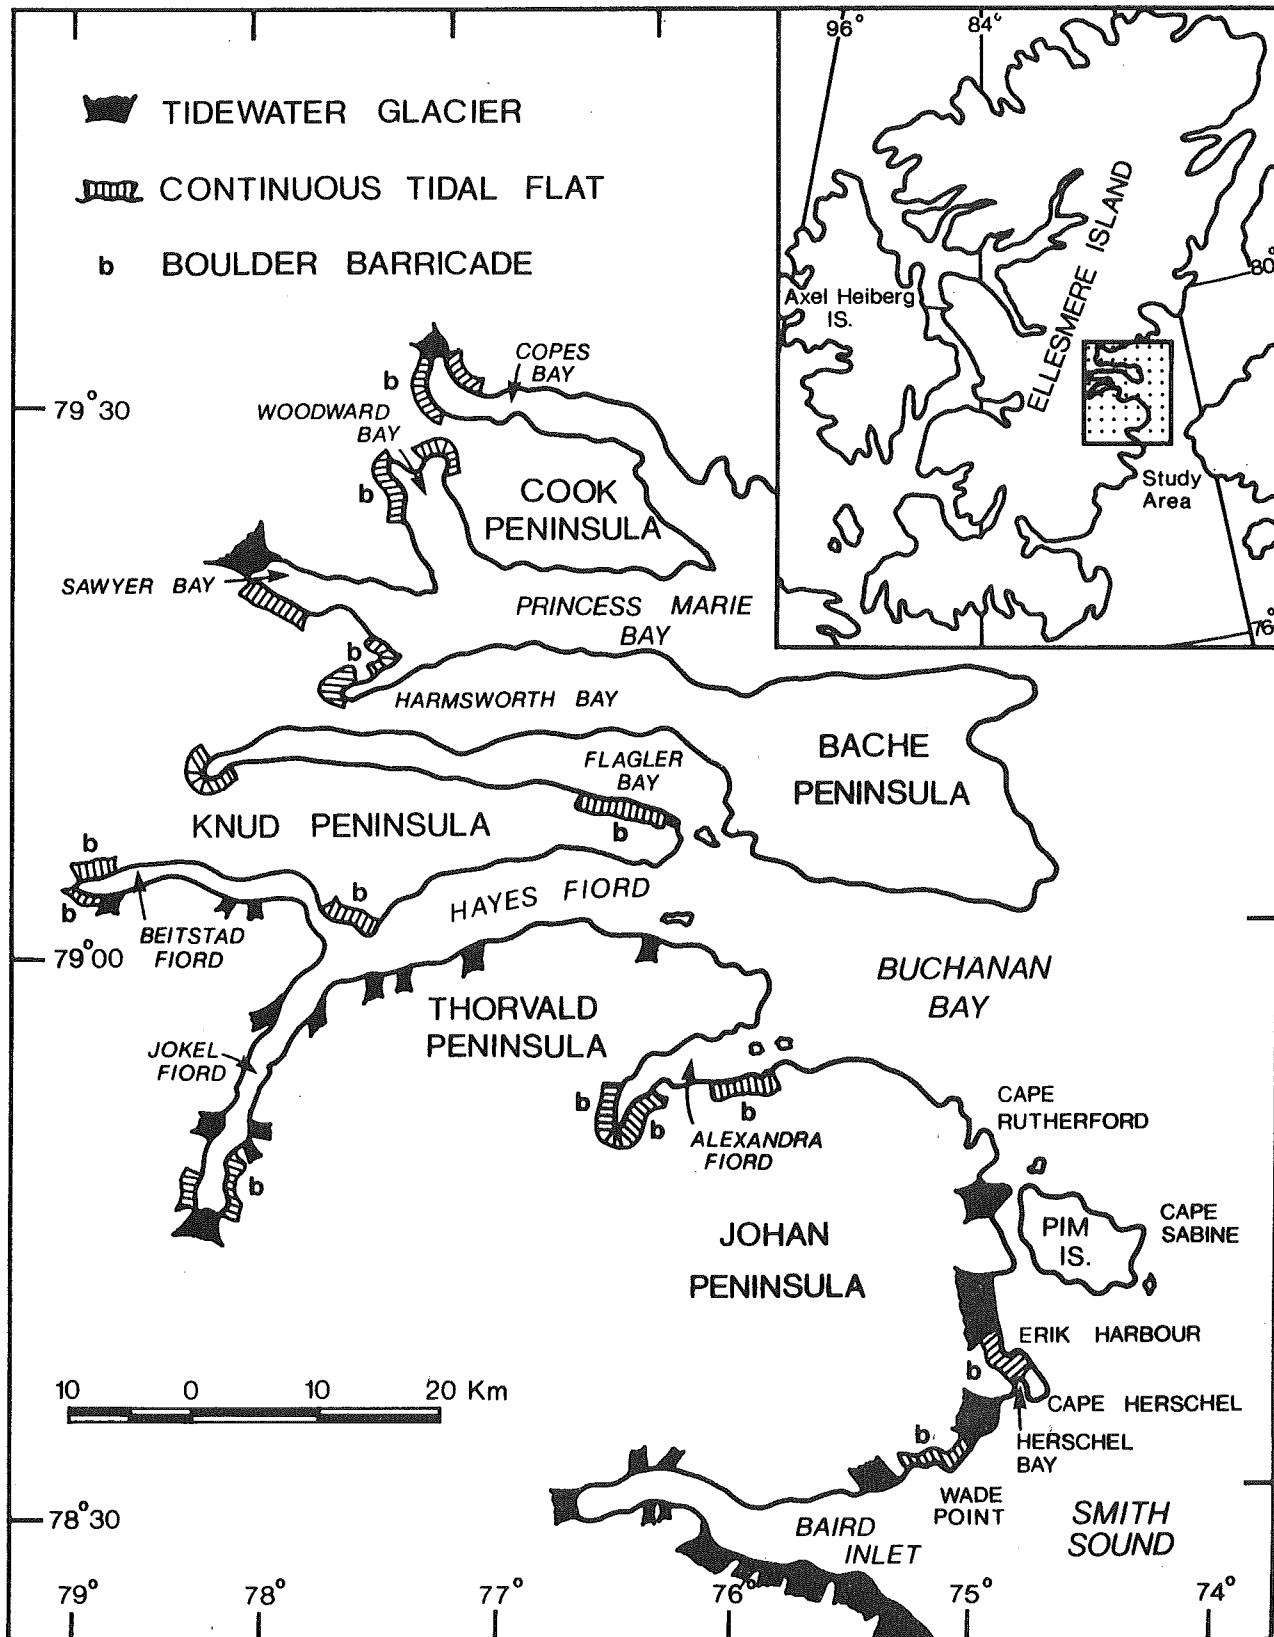 TIDEWATER GLACIER
CONTINUOUS TIDAL FLAT
b BOULDER BARRICADE
96°
84°
80°
76°
Axel Heiberg
IS.
ELLESMERE ISLAND
Study
Area
COPES
BAY
b
79°30
WOODWARD
BAY
b
COOK
PENINSULA
SAWYER BAY
PRINCESS MARIE
BAY
b
HARMSWORTH BAY
FLAGLER
BAY
BACHE
PENINSULA
b
KNUD PENINSULA
b
b
b
HAYES FIORD
BEITSTAD
FIORD
79°00
BUCHANAN
BAY
THORVALD
PENINSULA
JOKEL
FIORD
b
b
b
ALEXANDRA
FIORD
CAPE
RUTHERFORD
b
JOHAN
PENINSULA
PIM
IS.
CAPE
SABINE
ERIK HARBOUR
b
CAPE HERSCHEL
HERSCHEL
BAY
b
10 0 10 20 Km
WADE
POINT
SMITH
SOUND
78°30
BAIRD
INLET
79° 78° 77° 76° 75° 74°